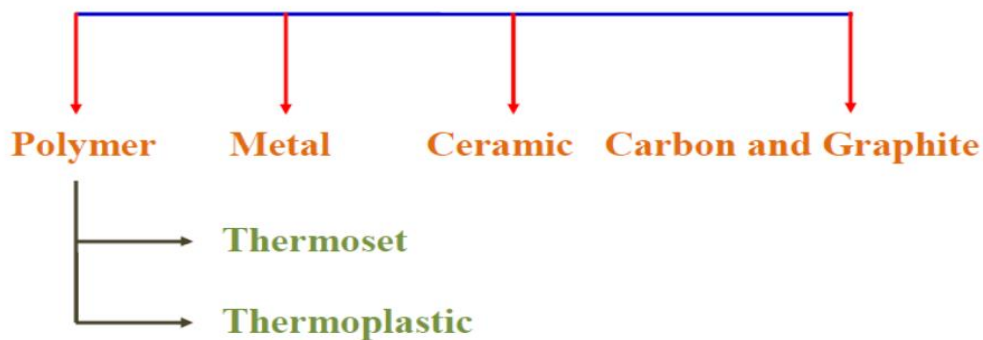 Polymer Metal Ceramic Carbon and Graphite
Thermoset
Thermoplastic